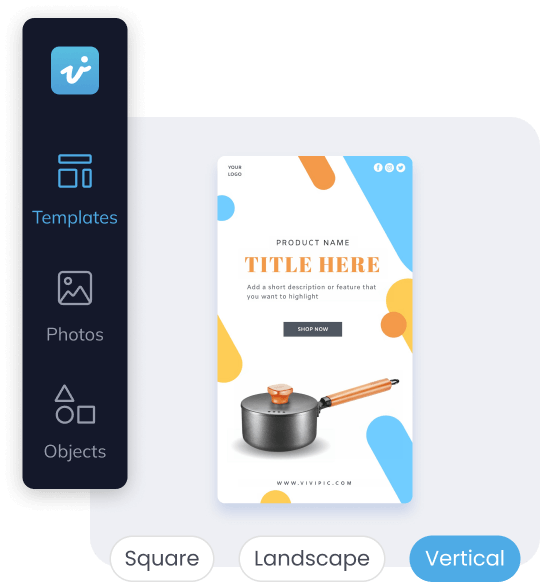 Templates
Photos
Objects
YOUR
LOGO
PRODUCT NAME
TITLE HERE
Add a short description or feature that
you want to highlight
SHOP NOW
WWW.VIVIPIC.COM
Square
Landscape
Vertical